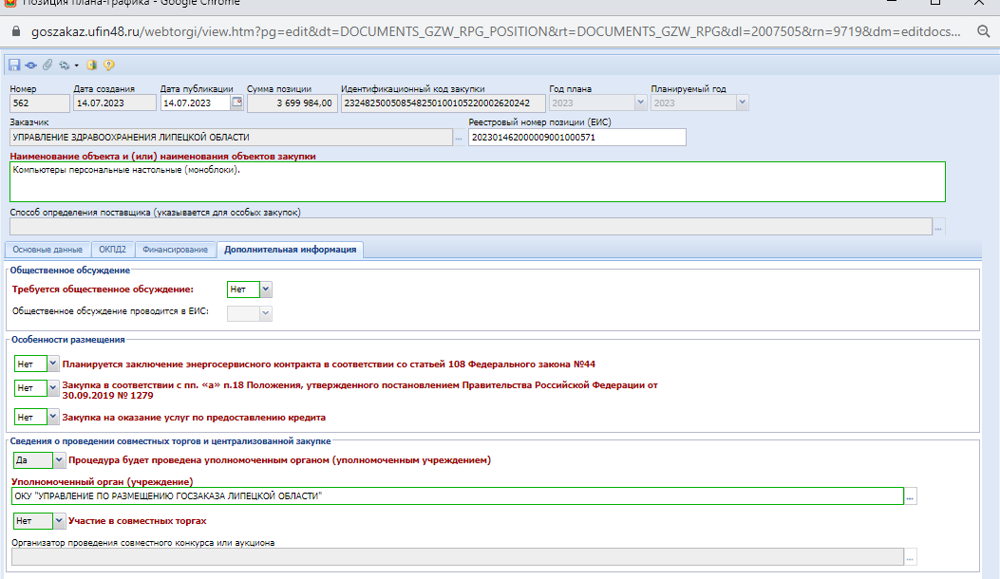 Позиция плана-графика - Google Chrome
goszakaz.ufin48.ru/webtorgi/view.htm?pg=edit&dt=DOCUMENTS_GZW_RPG_POSITION&rt=DOCUMENTS_GZW_RPG&dl=2007505&rn=9719&dm=editdocs...
Номер Дата создания Дата публикации Сумма позиции Идентификационный код закупки Год плана Планируемый год
562 14.07.2023 14.07.2023 3 699 984,00 232482500508548250100105220002620242 2023 2023
Заказчик Реестровый номер позиции (ЕИС)
УПРАВЛЕНИЕ ЗДРАВООХРАНЕНИЯ ЛИПЕЦКОЙ ОБЛАСТИ ... 202301462000009001000571
Наименование объекта и (или) наименования объектов закупки
Компьютеры персональные настольные (моноблоки).
Способ определения поставщика (указывается для особых закупок)
...
Основные данные ОКПД2 Финансирование Дополнительная информация
Общественное обсуждение
Требуется общественное обсуждение: Нет
Общественное обсуждение проводится в ЕИС:
Особенности размещения
Нет Планируется заключение энергосервисного контракта в соответствии со статьей 108 Федерального закона №44
Нет Закупка в соответствии с пп. «а» п.18 Положения, утвержденного постановлением Правительства Российской Федерации от
30.09.2019 № 1279
Нет Закупка на оказание услуг по предоставлению кредита
Сведения о проведении совместных торгов и централизованной закупке
Да Процедура будет проведена уполномоченным органом (уполномоченным учреждением)
Уполномоченный орган (учреждение)
ОКУ "УПРАВЛЕНИЕ ПО РАЗМЕЩЕНИЮ ГОСЗАКАЗА ЛИПЕЦКОЙ ОБЛАСТИ" ...
Нет Участие в совместных торгах
Организатор проведения совместного конкурса или аукциона
...